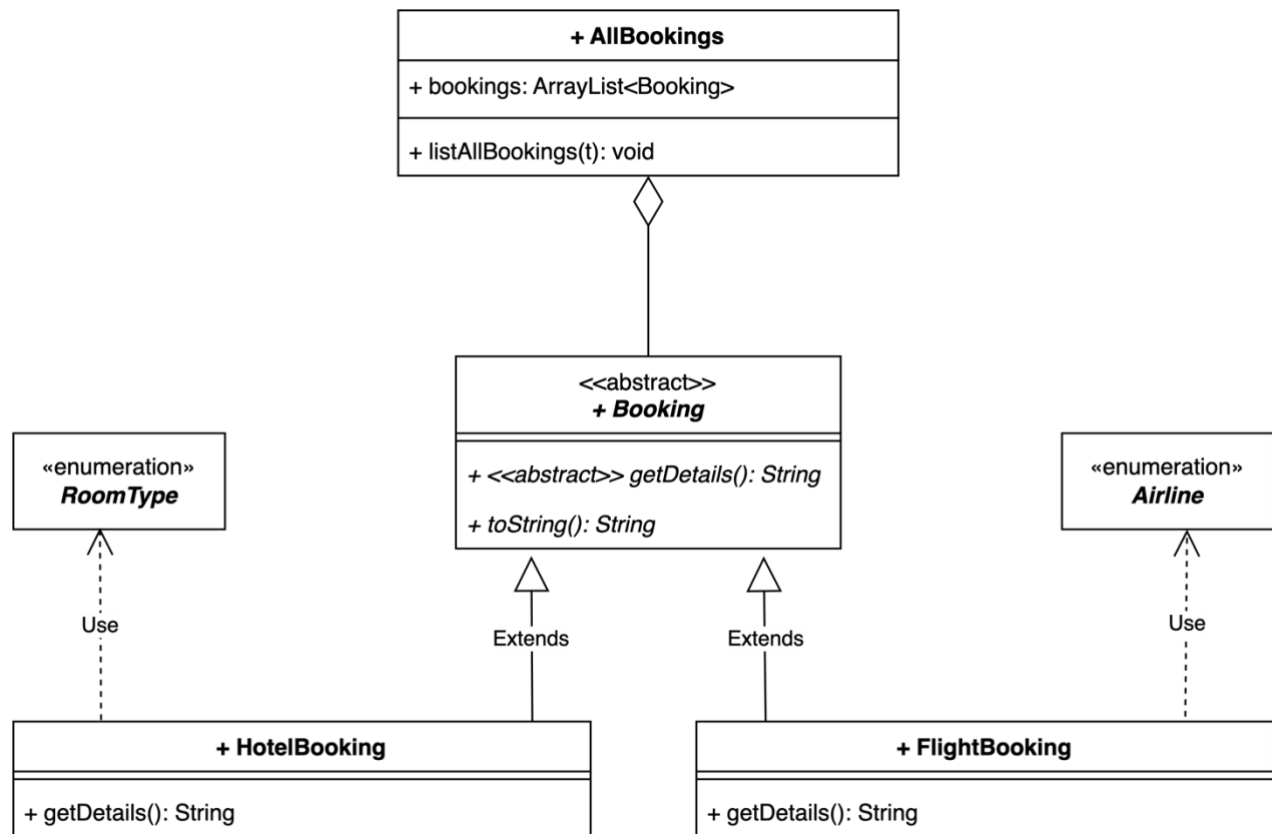 + AllBookings
+ bookings: ArrayList<Booking>
+ listAllBookings(t): void
<<abstract>>
+ Booking
+ <<abstract>> getDetails(): String
+ toString(): String
«enumeration»
RoomType
«enumeration»
Airline
Use
Extends
Extends
Use
+ HotelBooking
+ getDetails(): String
+ FlightBooking
+ getDetails(): String